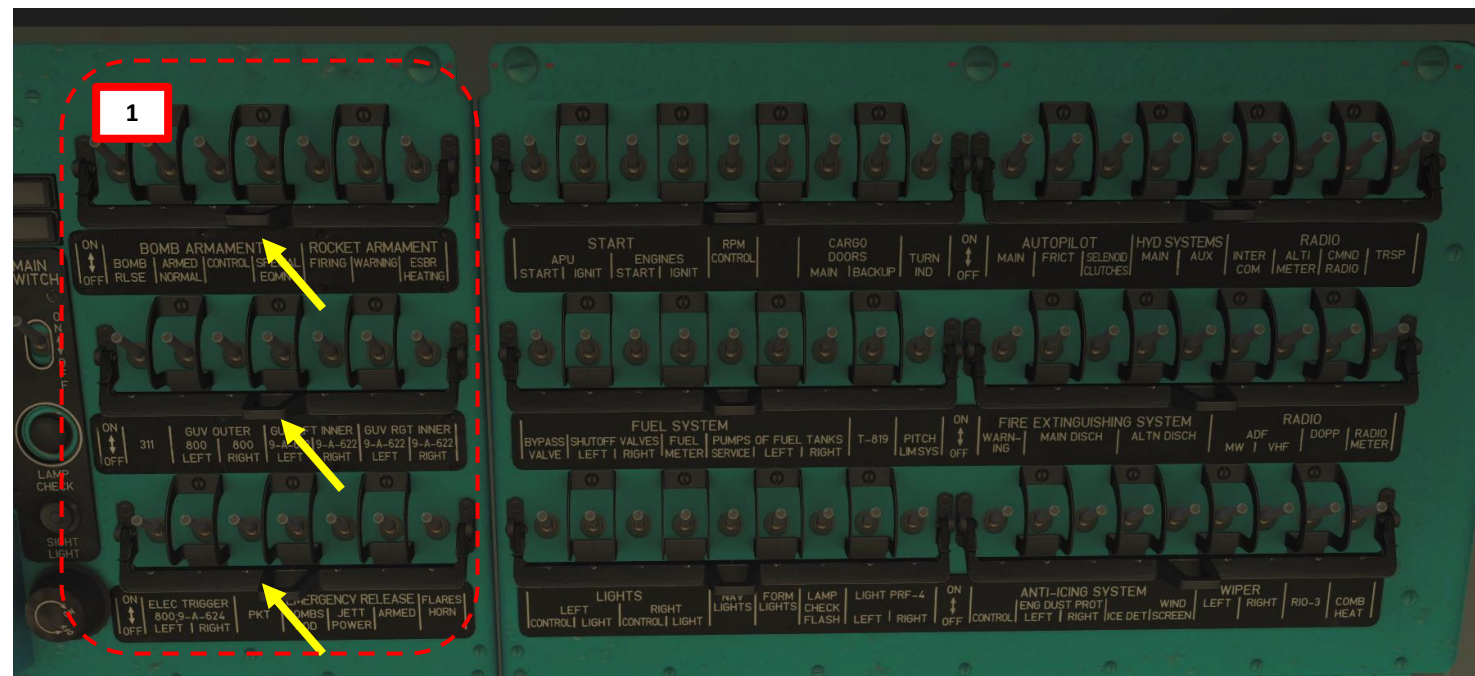 1
MAIN
ON
OFF
LAMP
CHECK
SIGHT
LIGHT
OFF
ON OFF BOMB ARMAMENT ROCKET ARMAMENT
BOMB RLSE ARMED NORMAL CONTROL EQMN FIRING WARNING ESBR HEATING
ON OFF 311 GUV OUTER INNER GUV RGT INNER
800 LEFT 800 RIGHT LEFT 9-A-622 RIGHT 9-A-622 LEFT 9-A-622 RIGHT
ON OFF ELEC TRIGGER RELEASE FLARES
800;9-A-624 LEFT RIGHT PKT JETT POWER ARMED HORN
START RPM CONTROL CARGO DOORS TURN IND
APU ENGINES
START IGNIT START IGNIT MAIN BACKUP
ON OFF AUTOPILOT HYD SYSTEMS RADIO
MAIN FRICT SELENOID CLUTCHES MAIN AUX INTER COM ALTI METER CMND RADIO TRSP
FUEL SYSTEM
BYPASS VALVE SHUTOFF VALVES LEFT RIGHT FUEL METER PUMPS OF FUEL TANKS SERVICE LEFT RIGHT T-819 PITCH LIM SYS
ON OFF FIRE EXTINGUISHING SYSTEM RADIO
WARN-ING MAIN DISCH ALTN DISCH ADF MW VHF DOPP RADIO METER
LIGHTS NAV LIGHTS FORM LIGHTS LAMP CHECK FLASH LIGHT PRF-4
LEFT RIGHT
CONTROL LIGHT CONTROL LIGHT LEFT RIGHT
ON OFF ANTI-ICING SYSTEM WIPER
CONTROL ENG DUST PROT LEFT RIGHT ICE DET WIND SCREEN LEFT RIGHT RIO-3 COMB HEAT